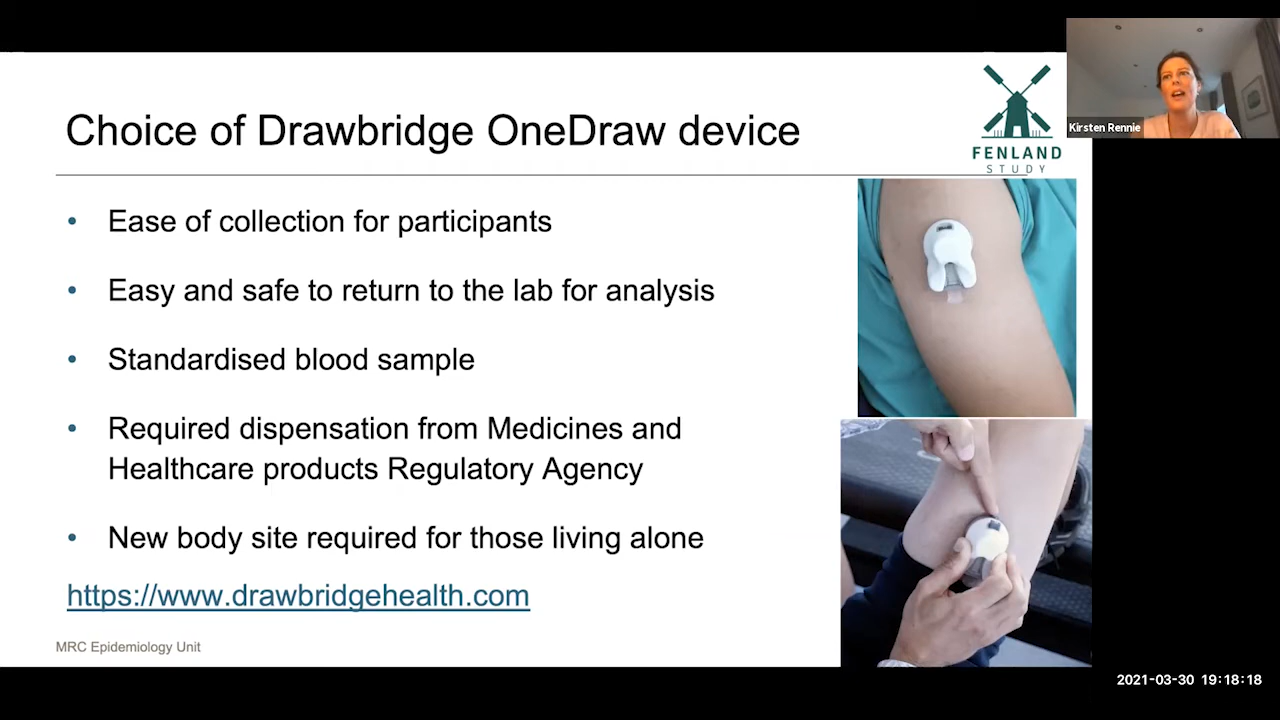 Choice of Drawbridge OneDraw device
FENLAND
STUDY
Kirsten Rennie
• Ease of collection for participants
• Easy and safe to return to the lab for analysis
• Standardised blood sample
• Required dispensation from Medicines and
Healthcare products Regulatory Agency
• New body site required for those living alone
https://www.drawbridgehealth.com
MRC Epidemiology Unit
2021-03-30 19:18:18